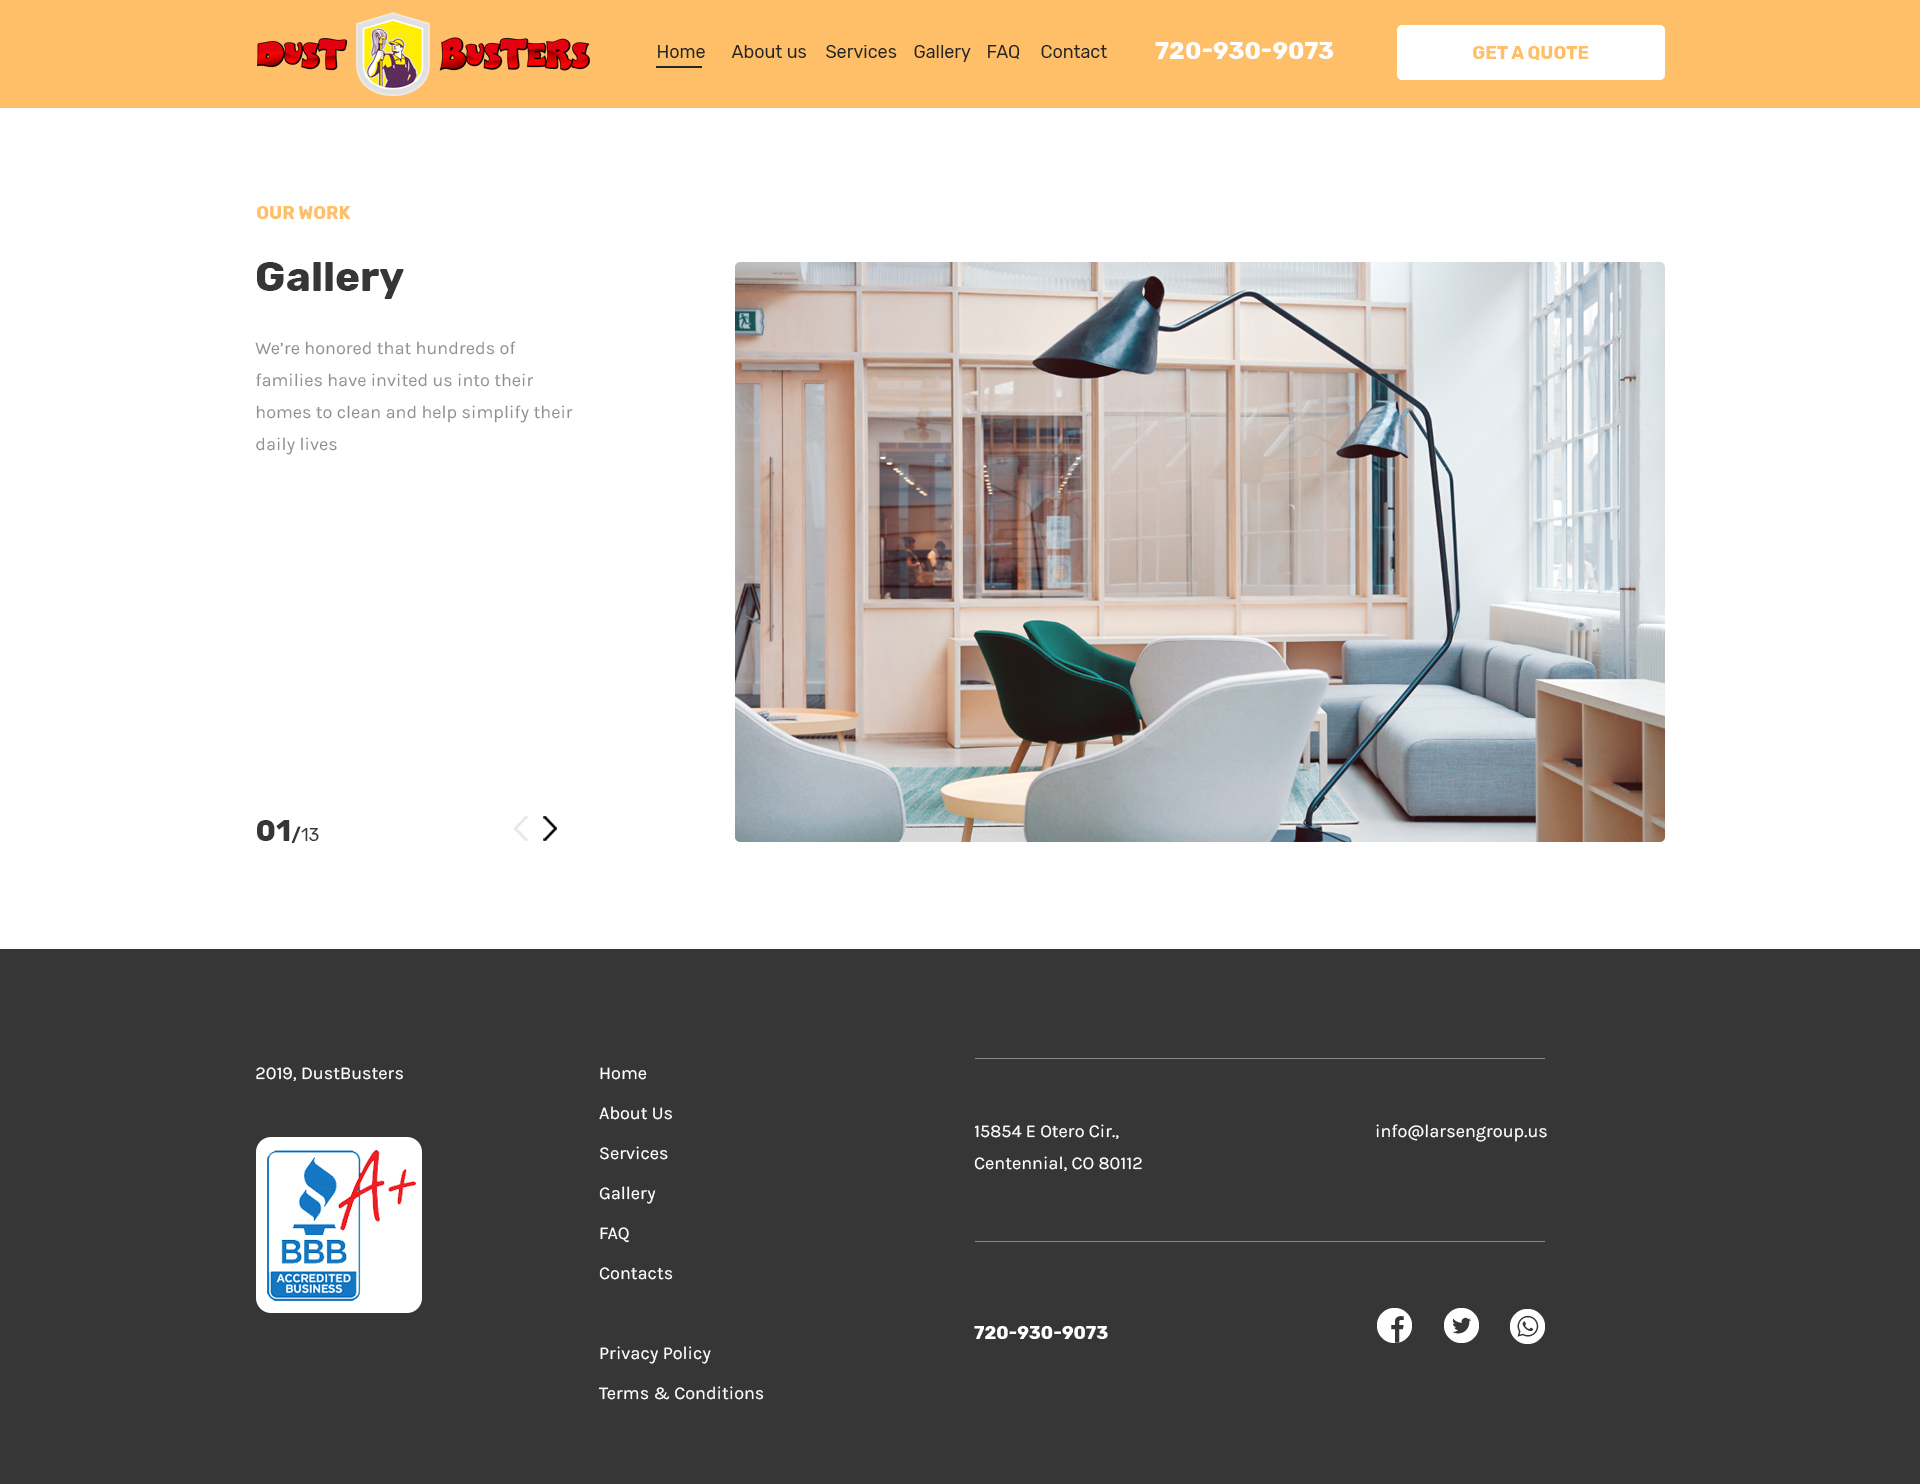 DUST BUSTERS
Home About us Services Gallery FAQ Contact
720-930-9073
GET A QUOTE
OUR WORK
Gallery
We’re honored that hundreds of
families have invited us into their
homes to clean and help simplify their
daily lives
01/13
2019, DustBusters
A+
BBB
ACCREDITED
BUSINESS
Home
About Us
Services
Gallery
FAQ
Contacts
Privacy Policy
Terms & Conditions
15854 E Otero Cir.,
Centennial, CO 80112
info@larsengroup.us
720-930-9073